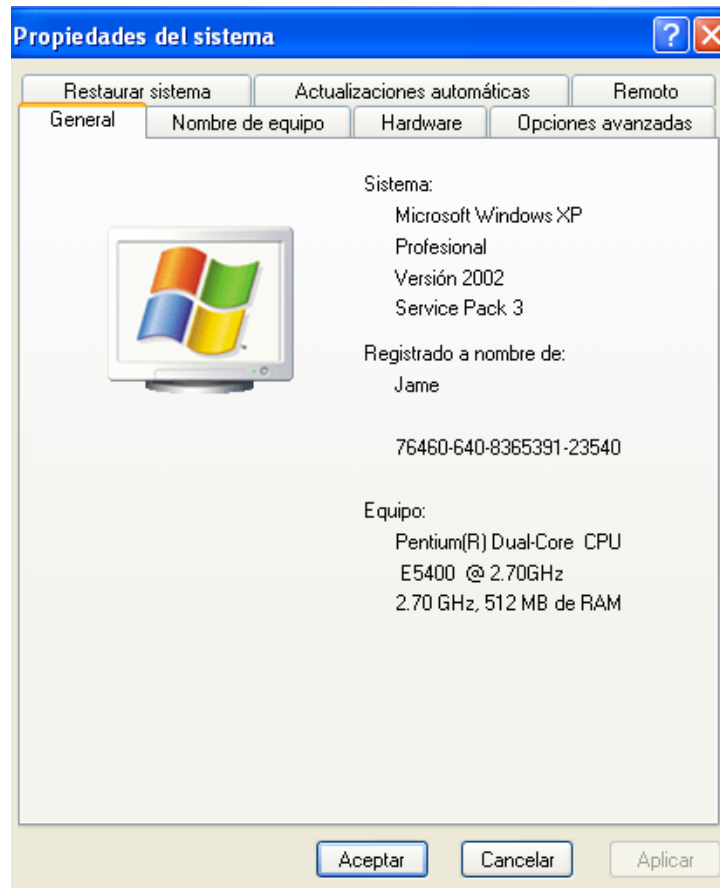 Propiedades del sistema
Restaurar sistema
Actualizaciones automáticas
Remoto
General
Nombre de equipo
Hardware
Opciones avanzadas
Sistema:
Microsoft Windows XP
Profesional
Versión 2002
Service Pack 3
Registrado a nombre de:
Jame
76460-640-8365391-23540
Equipo:
Pentium(R) Dual-Core CPU
E5400 @ 2.70GHz
2.70 GHz, 512 MB de RAM
Aceptar
Cancelar
Aplicar